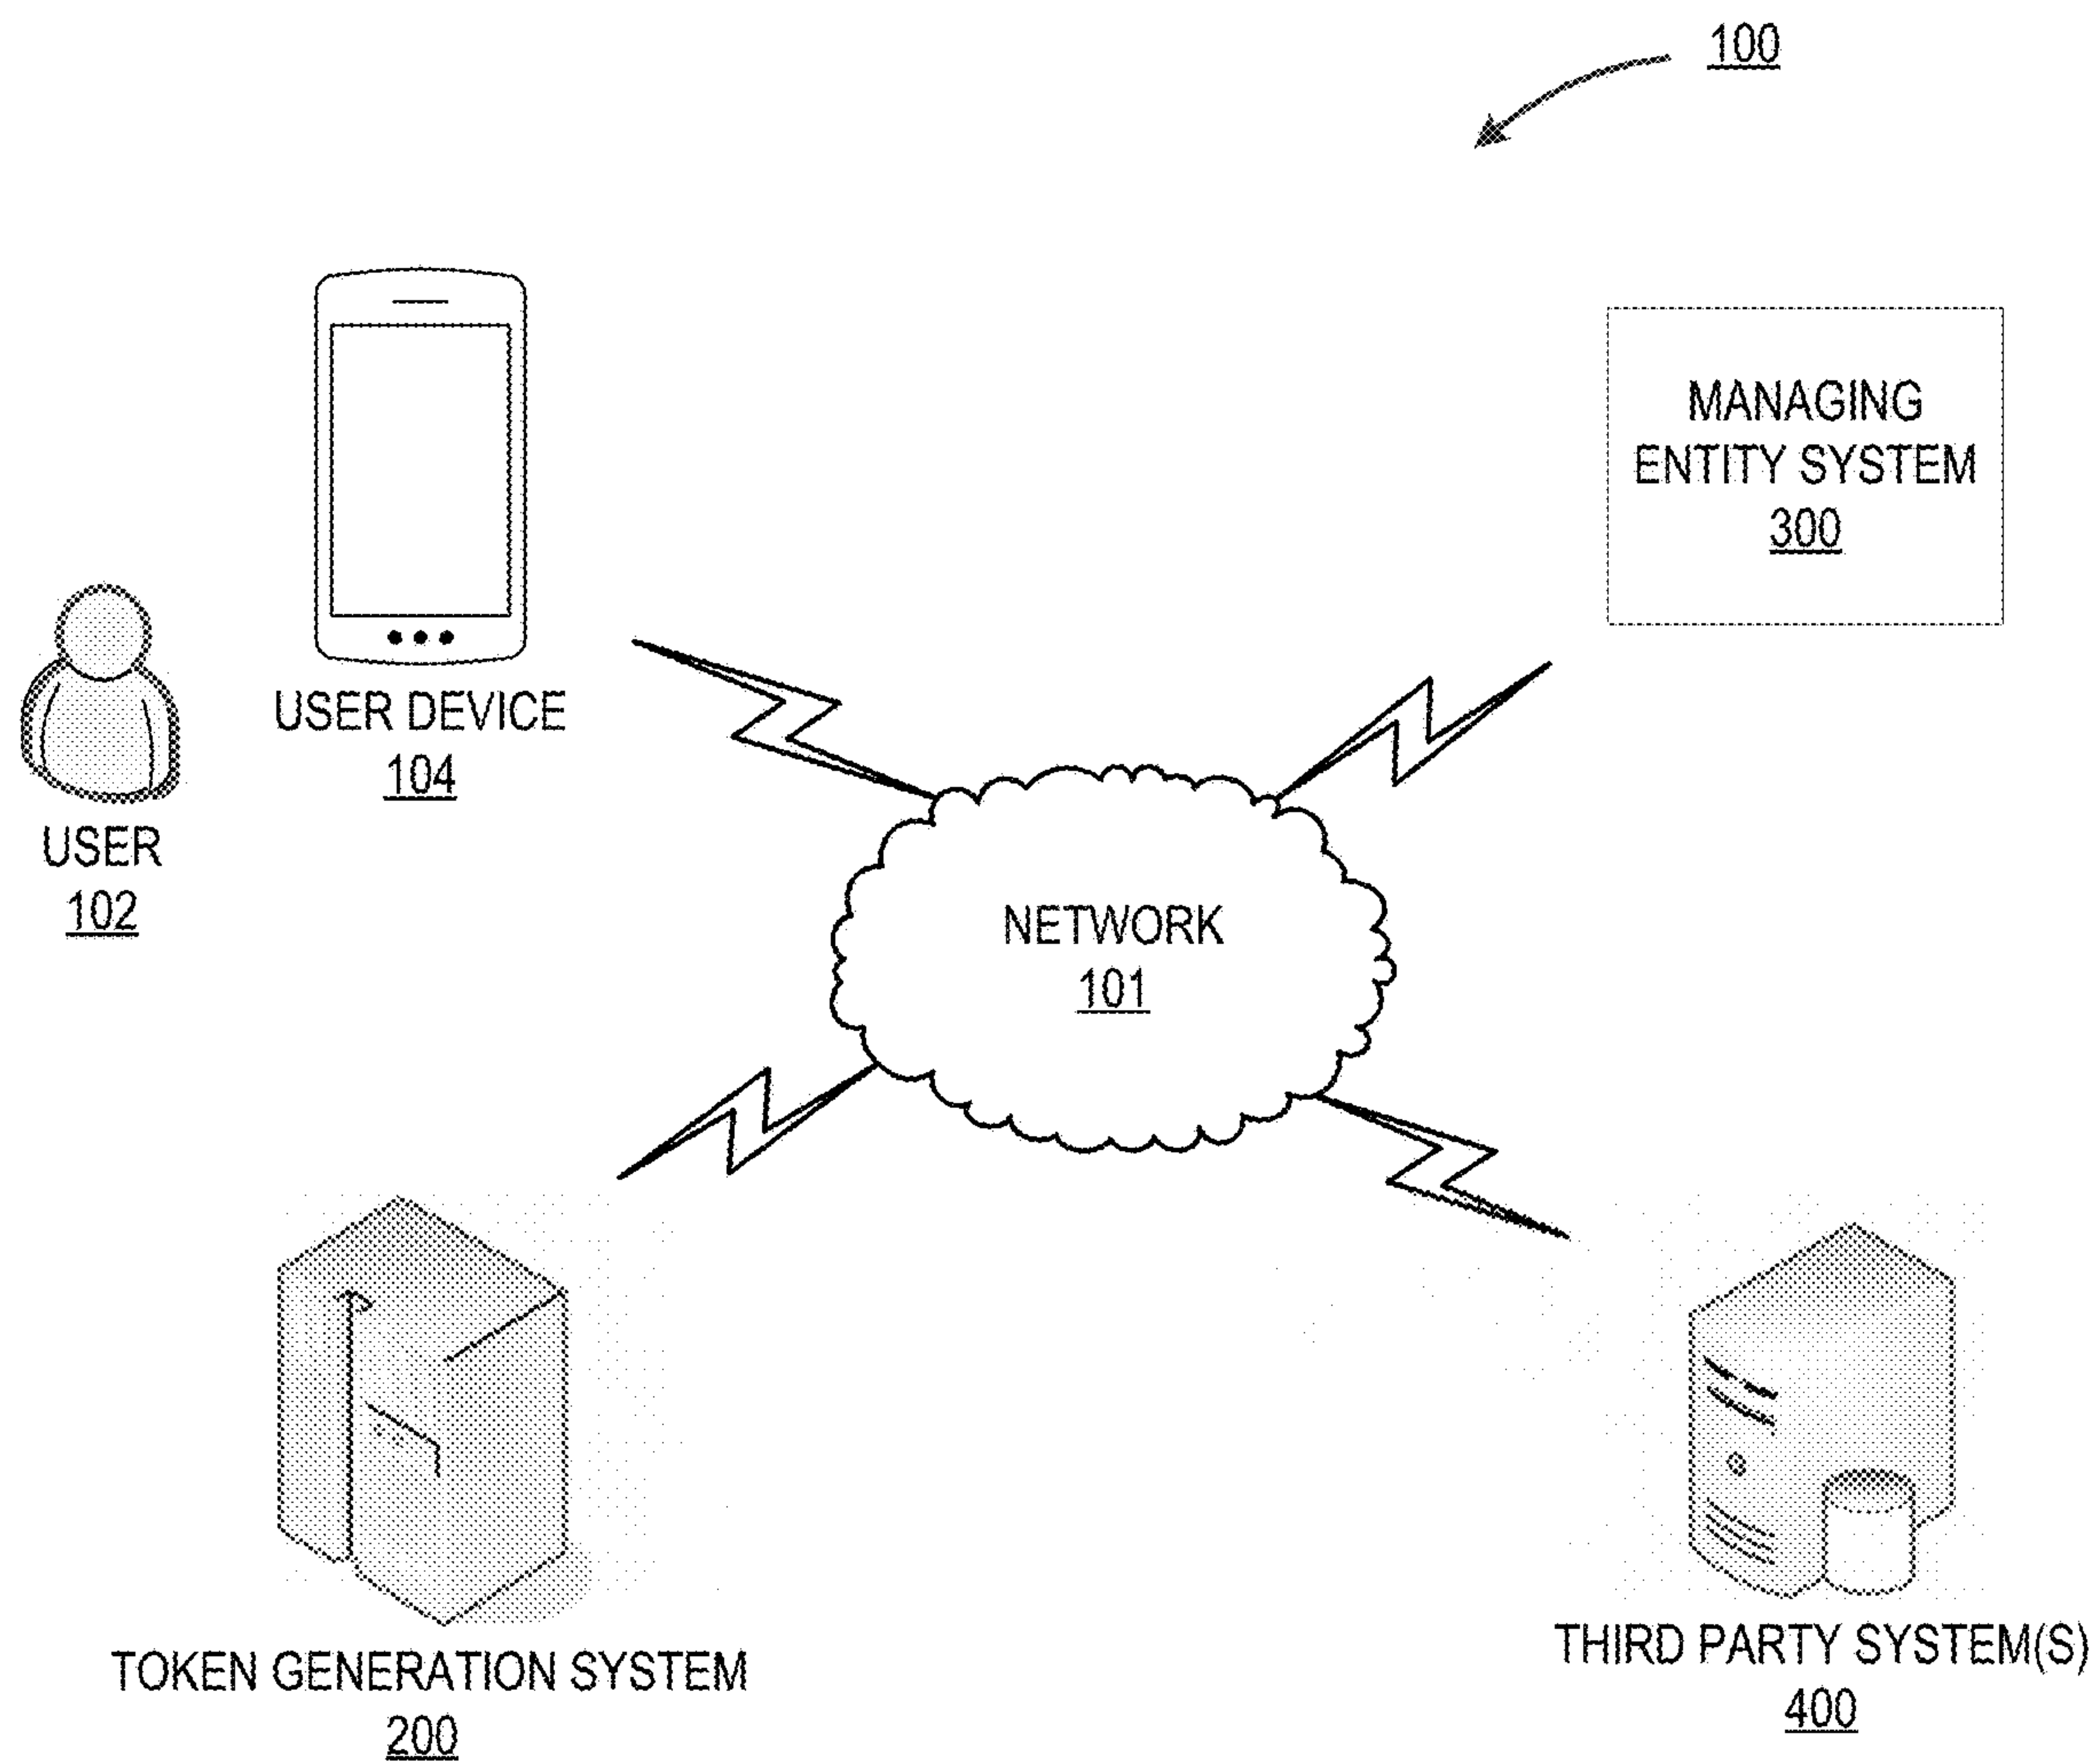 100
MANAGING
ENTITY SYSTEM
300
USER DEVICE
104
USER
102
NETWORK
101
TOKEN GENERATION SYSTEM
200
THIRD PARTY SYSTEM(S)
400